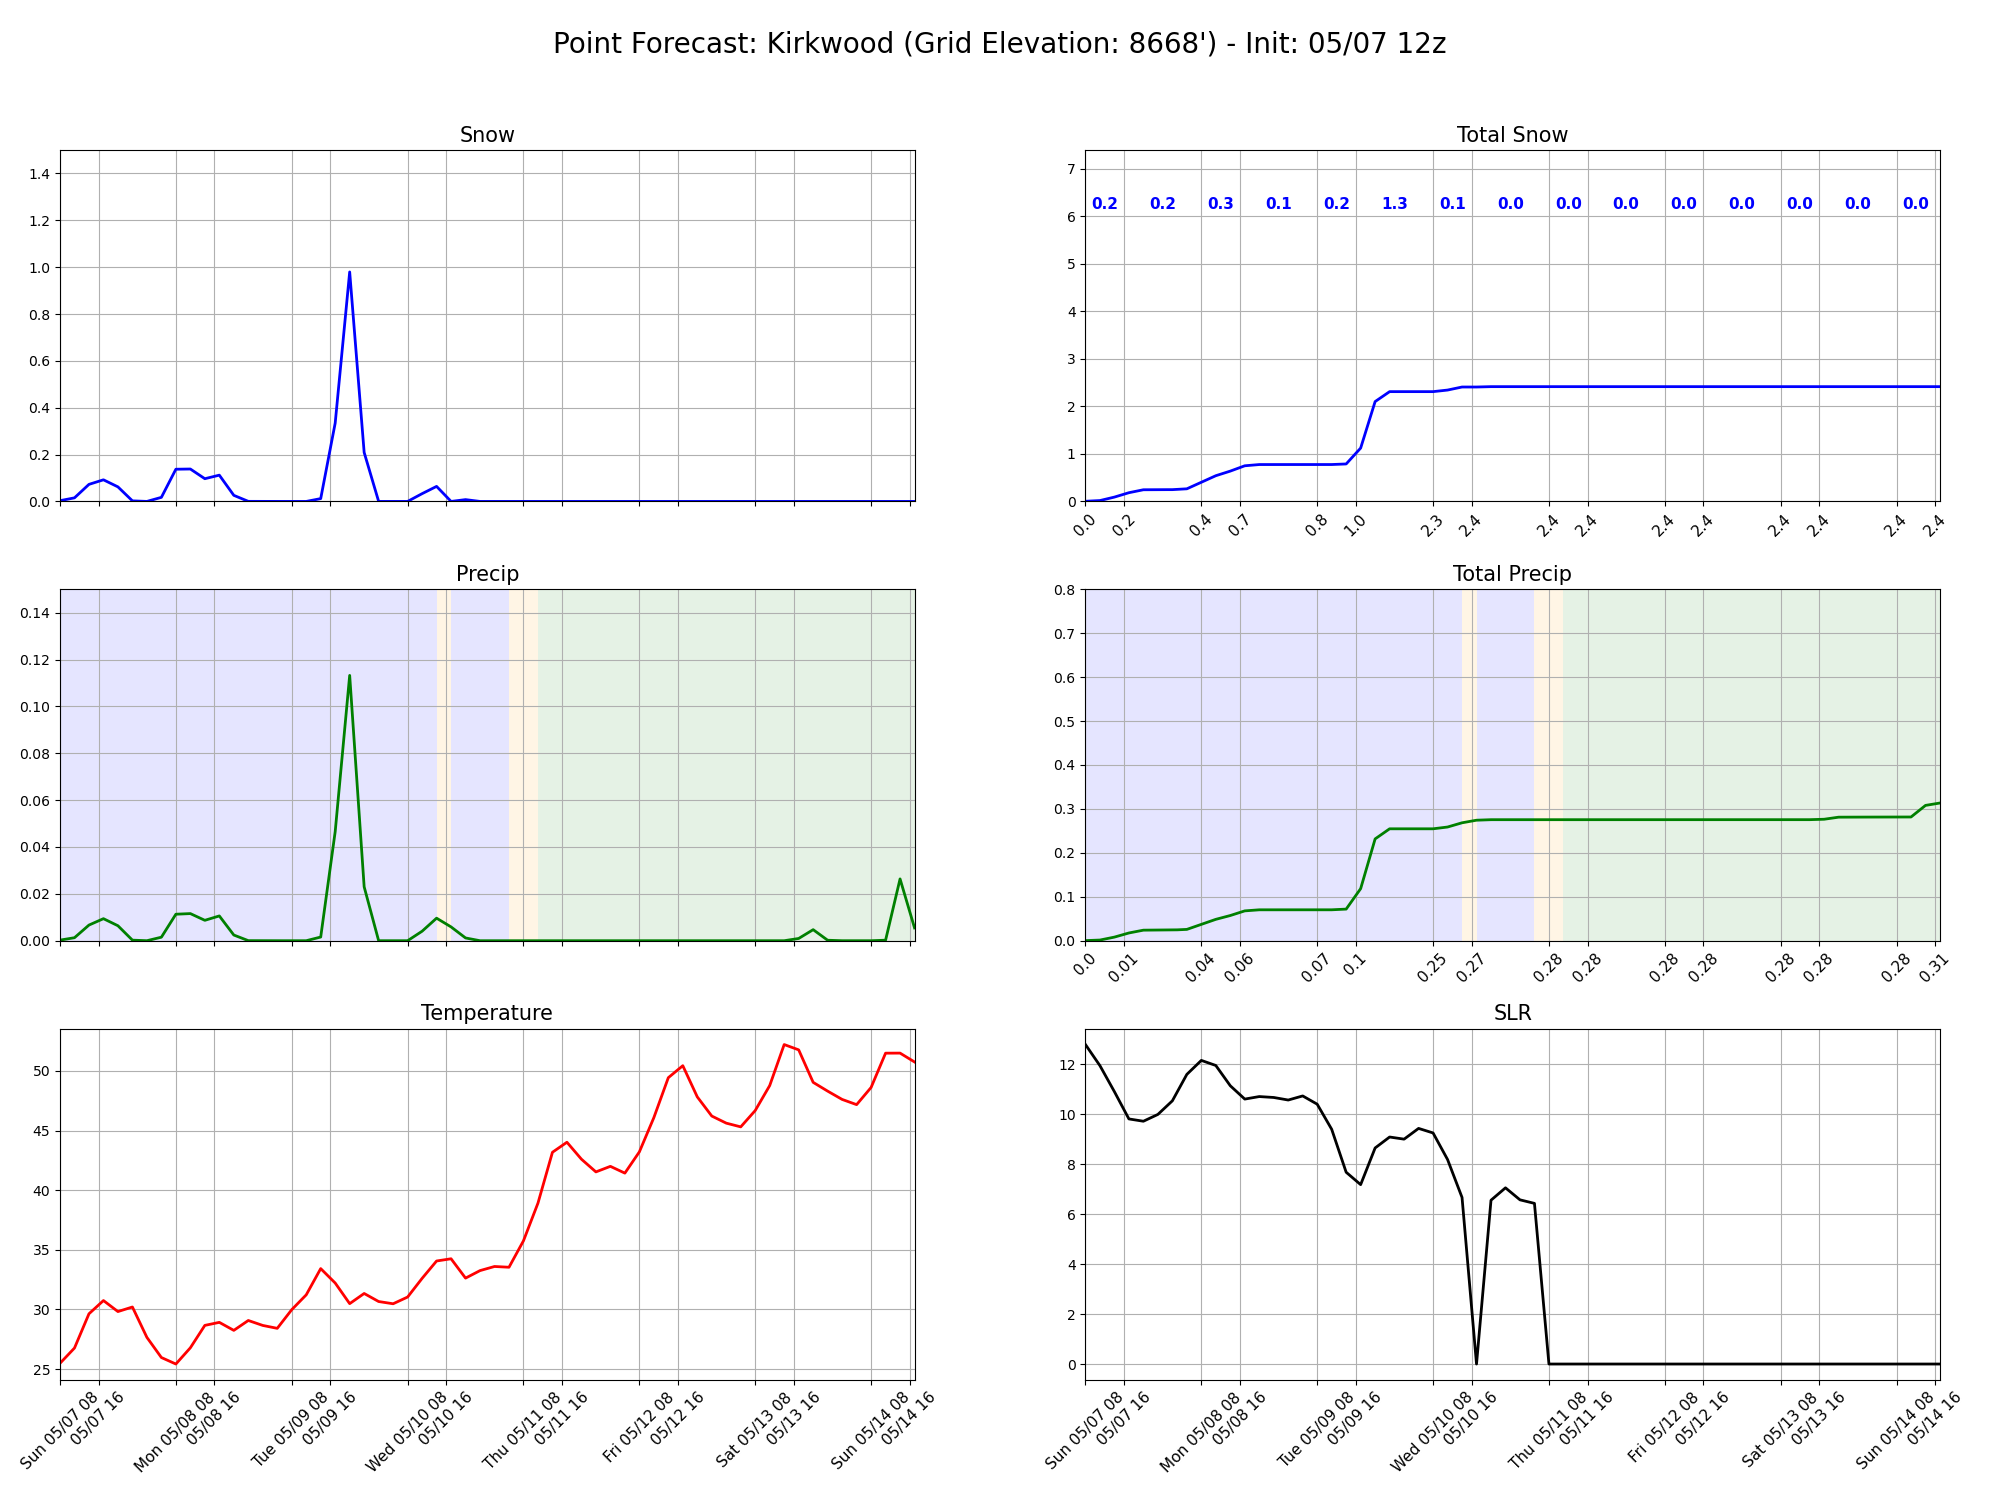 Point Forecast: Kirkwood (Grid Elevation: 8668') - Init: 05/07 12z
Snow
1.4
1.2
1.0
0.8
0.6
0.4
0.2
0.0
Total Snow
7
6
5
4
3
2
1
0
0.2 0.2 0.3 0.1 0.2 1.3 0.1 0.0 0.0 0.0 0.0 0.0 0.0 0.0 0.0
0.0 0.2 0.4 0.7 0.8 1.0 2.3 2.4 2.4 2.4 2.4 2.4 2.4 2.4 2.4 2.4
Precip
0.14
0.12
0.10
0.08
0.06
0.04
0.02
0.00
Total Precip
0.8
0.7
0.6
0.5
0.4
0.3
0.2
0.1
0.0
0.0 0.01 0.04 0.06 0.07 0.1 0.25 0.27 0.28 0.28 0.28 0.28 0.28 0.28 0.28 0.31
Temperature
50
45
40
35
30
25
Sun 05/07 08
05/07 16
Mon 05/08 08
05/08 16
Tue 05/09 08
05/09 16
Wed 05/10 08
05/10 16
Thu 05/11 08
05/11 16
Fri 05/12 08
05/12 16
Sat 05/13 08
05/13 16
Sun 05/14 08
05/14 16
SLR
12
10
8
6
4
2
0
Sun 05/07 08
05/07 16
Mon 05/08 08
05/08 16
Tue 05/09 08
05/09 16
Wed 05/10 08
05/10 16
Thu 05/11 08
05/11 16
Fri 05/12 08
05/12 16
Sat 05/13 08
05/13 16
Sun 05/14 08
05/14 16